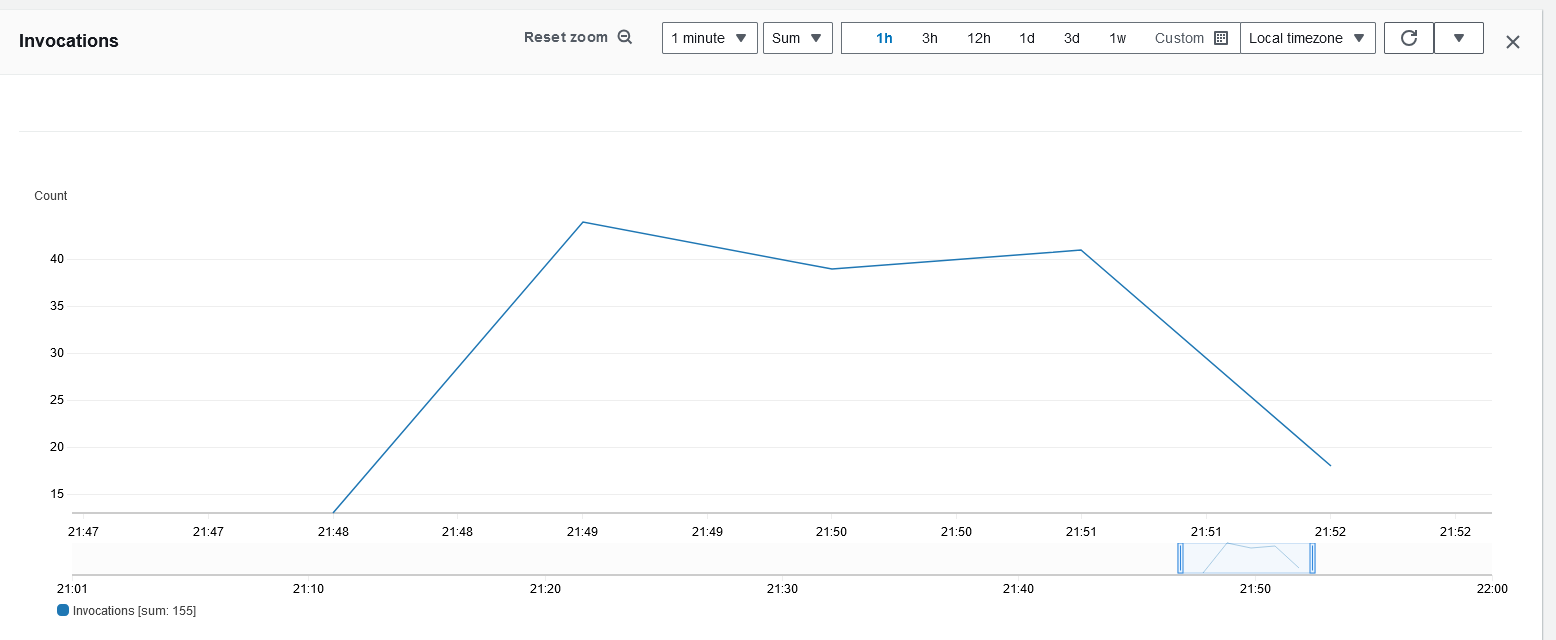 Invocations
Reset zoom
1 minute
Sum
1h 3h 12h 1d 3d 1w Custom
Local timezone
Count
40
35
30
25
20
15
21:47 21:47 21:48 21:48 21:49 21:49 21:50 21:50 21:51 21:51 21:52 21:52
21:01 21:10 21:20 21:30 21:40 21:50 22:00
Invocations [sum: 155]